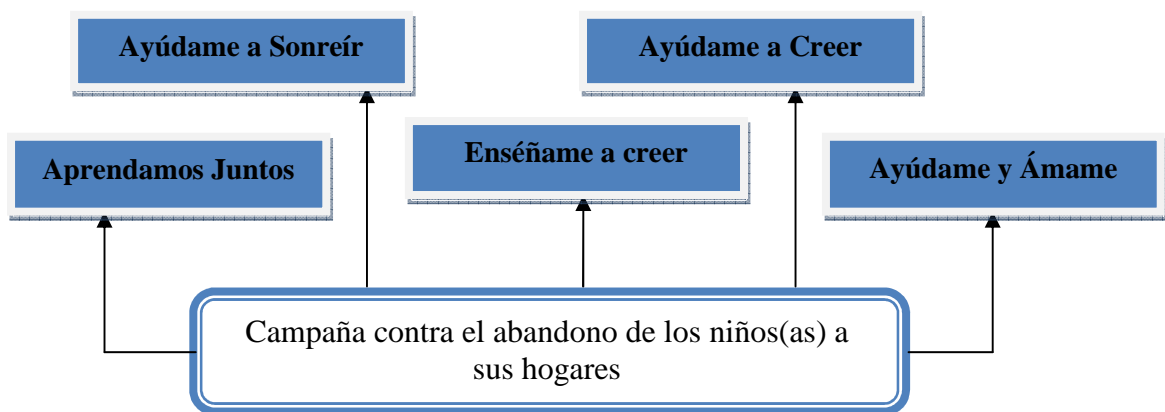 Ayúdame a Sonreír
Ayúdame a Creer
Aprendamos Juntos
Enséñame a creer
Ayúdame y Ámame
Campaña contra el abandono de los niños(as) a
sus hogares